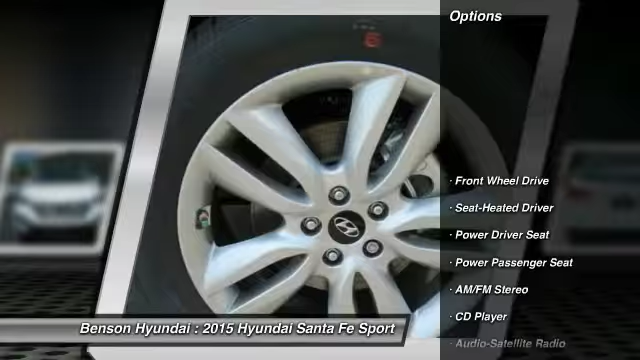 Options
· Front Wheel Drive
· Seat-Heated Driver
· Power Driver Seat
· Power Passenger Seat
· AM/FM Stereo
· CD Player
· Audio-Satellite Radio
Benson Hyundai : 2015 Hyundai Santa Fe Sport